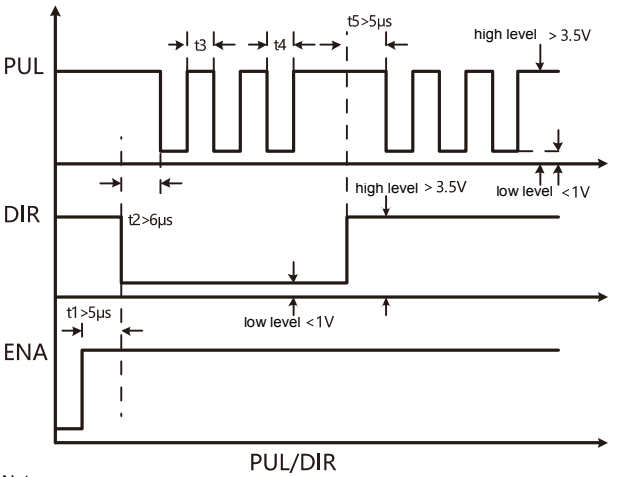 t5>5μs
high level > 3.5V
t3
t4
PUL
low level <1V
high level > 3.5V
DIR
t2>6μs
low level <1V
t1>5μs
ENA
PUL/DIR